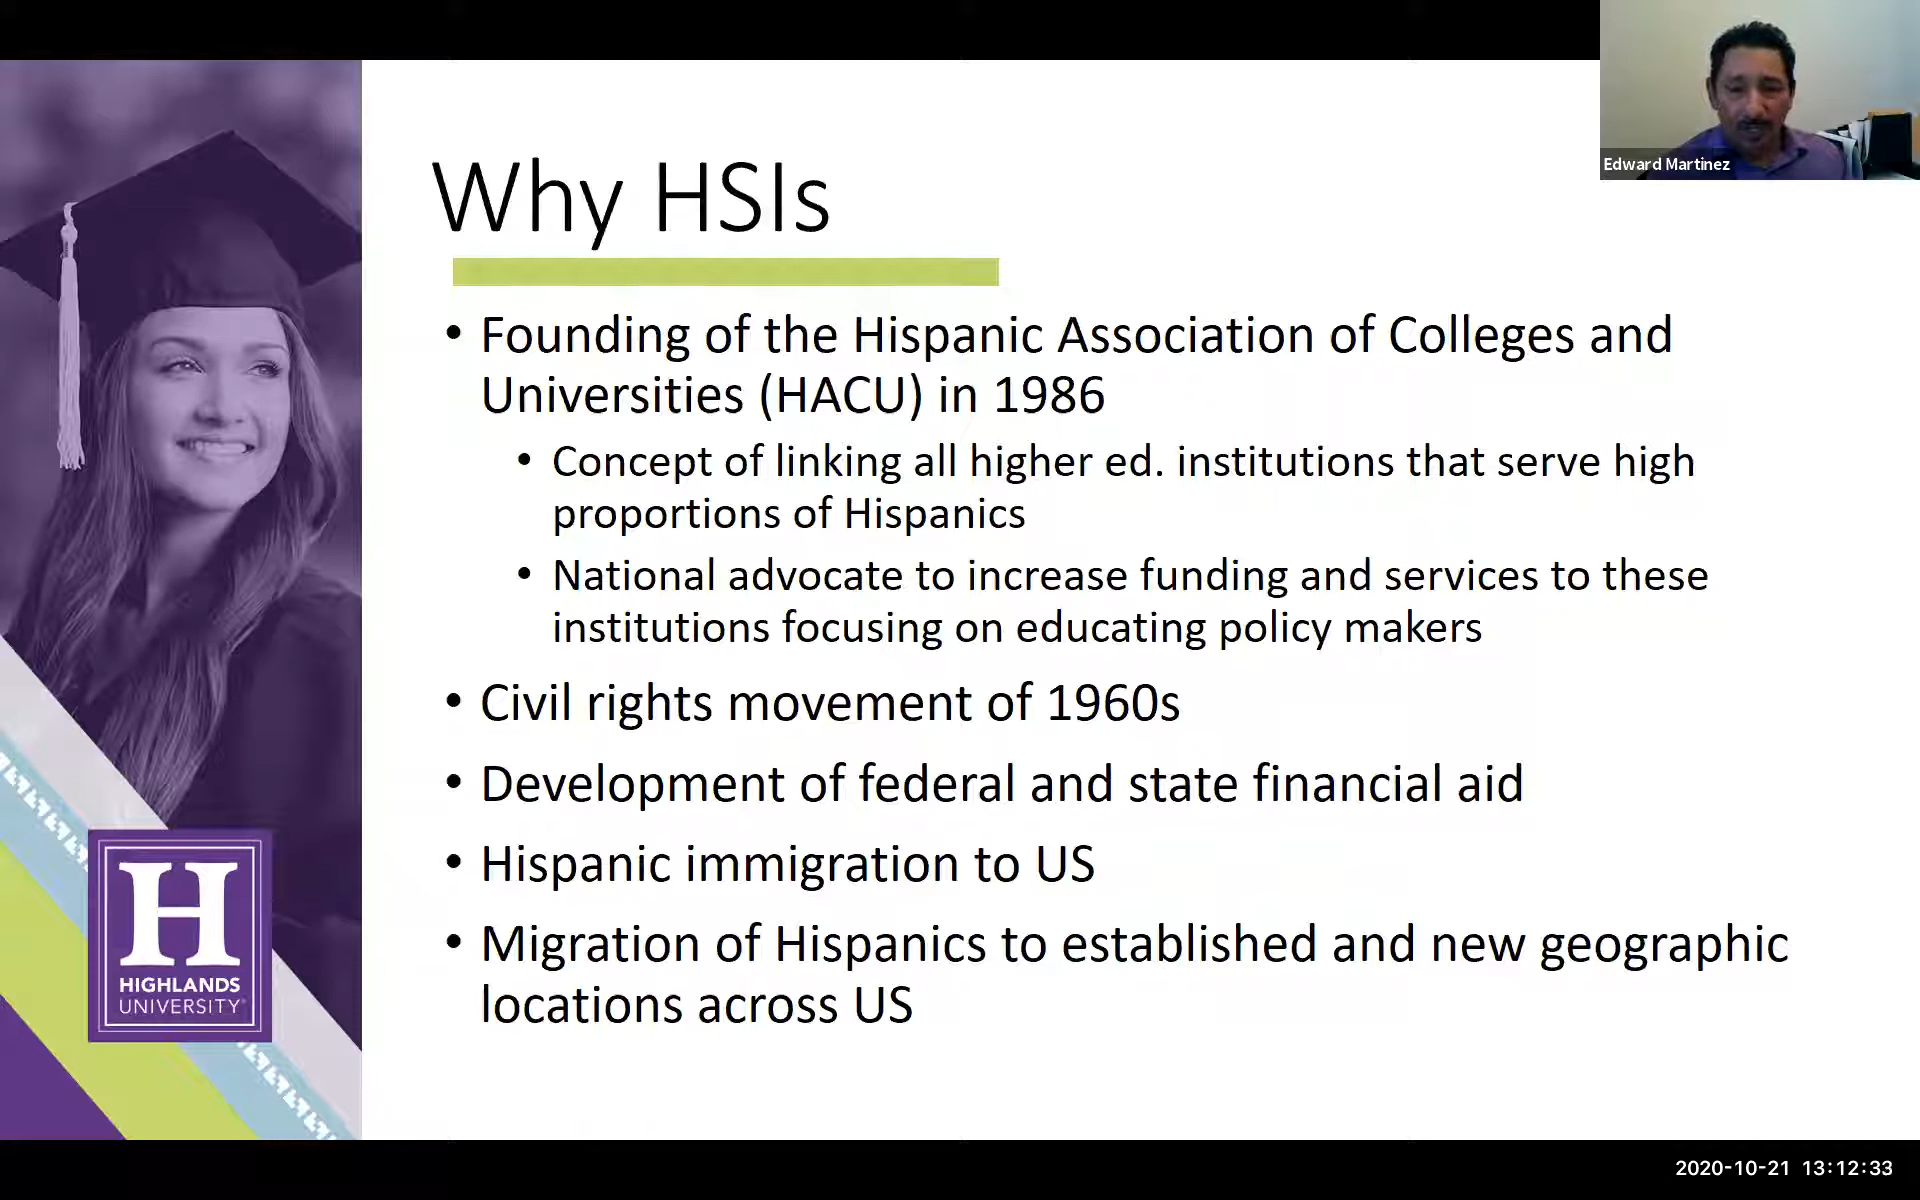 Edward Martinez
Why HSIs
• Founding of the Hispanic Association of Colleges and
Universities (HACU) in 1986
• Concept of linking all higher ed. institutions that serve high
proportions of Hispanics
• National advocate to increase funding and services to these
institutions focusing on educating policy makers
• Civil rights movement of 1960s
• Development of federal and state financial aid
• Hispanic immigration to US
• Migration of Hispanics to established and new geographic
locations across US
H
HIGHLANDS
UNIVERSITY
2020-10-21 13:12:33